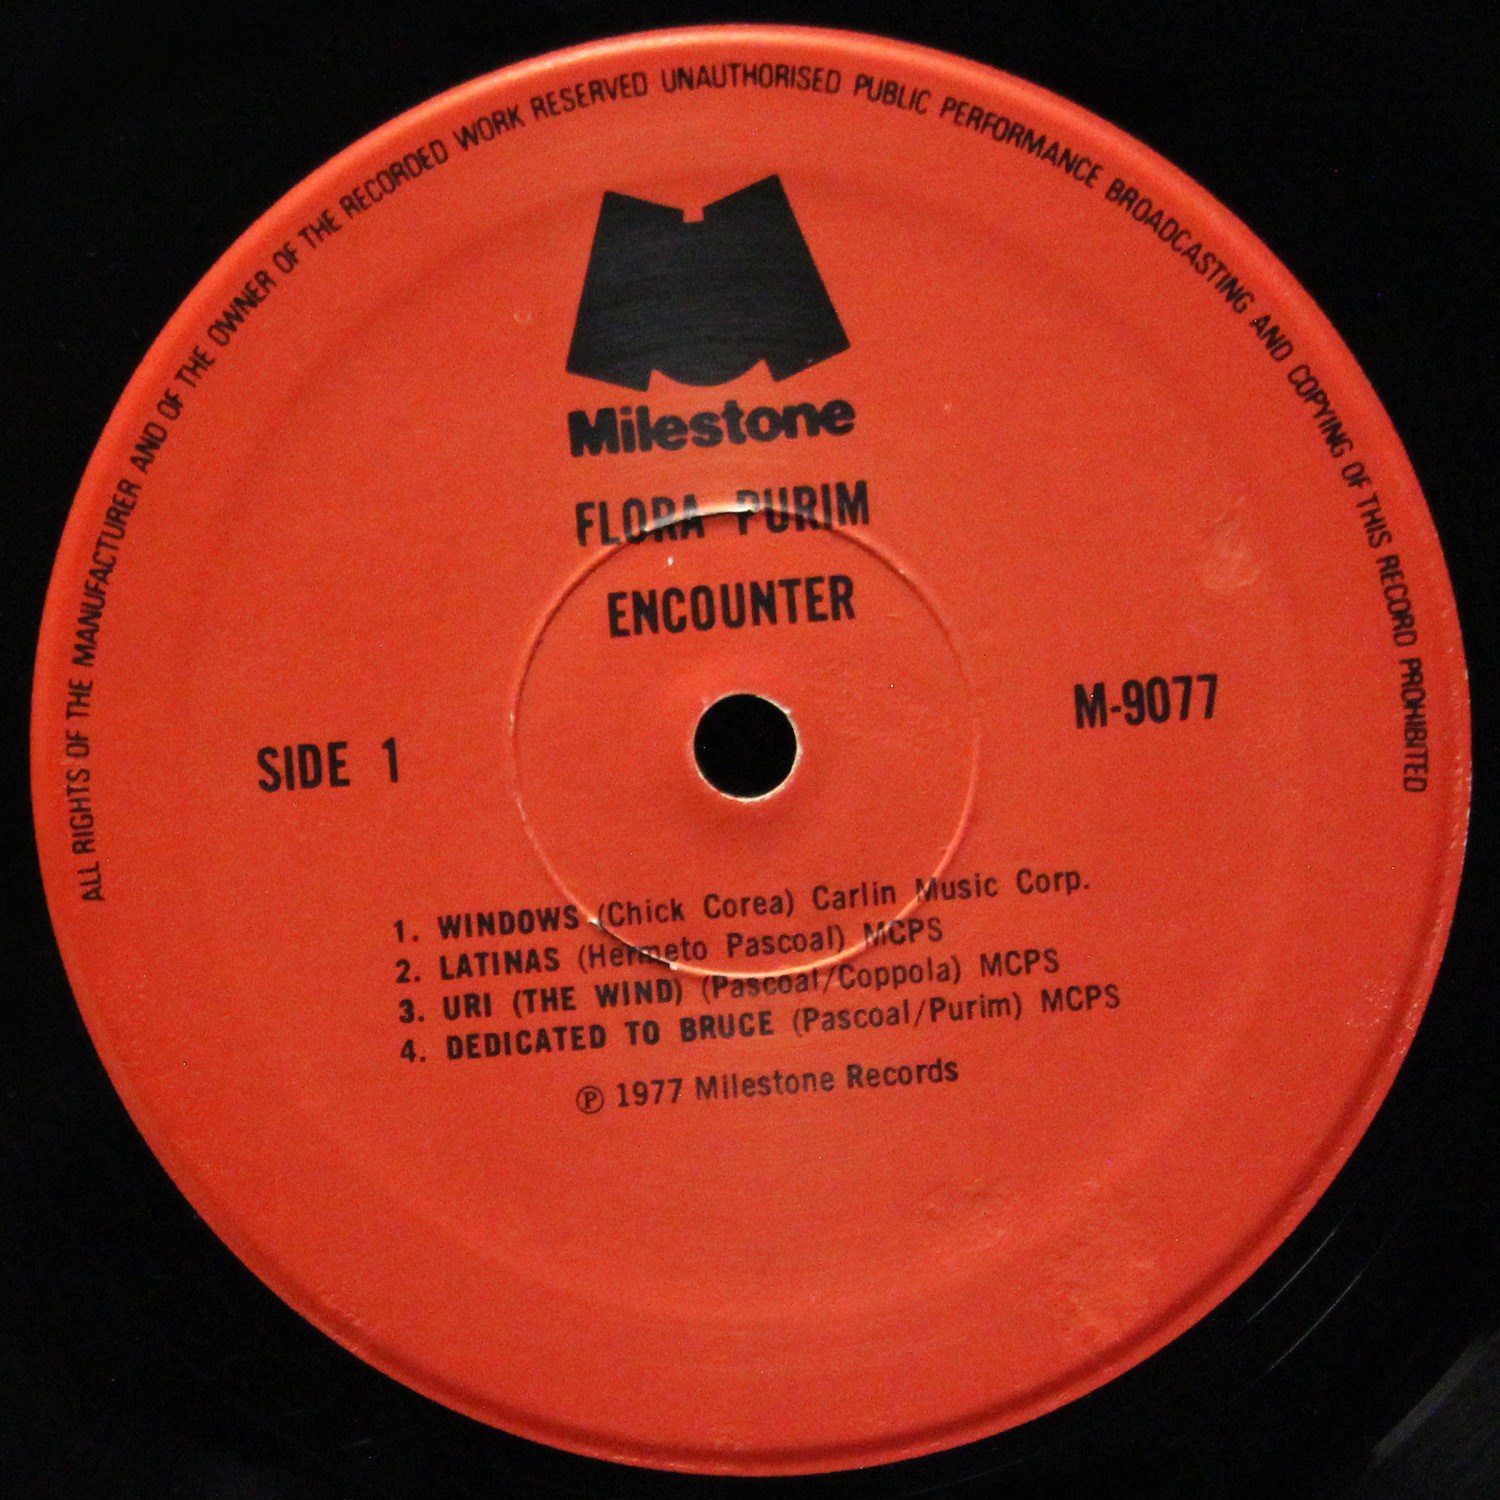 ALL RIGHTS OF THE MANUFACTURER AND OF THE OWNER OF THE RECORDED WORK RESERVED UNAUTHORISED PUBLIC PERFORMANCE BROADCASTING AND COPYING OF THIS RECORD PROHIBITED
Milestone
FLORA PURIM
ENCOUNTER
SIDE 1
M-9077
1. WINDOWS (Chick Corea) Carlin Music Corp.
2. LATINAS (Hermeto Pascoal) MCPS
3. URI (THE WIND) (Pascoal/Coppola) MCPS
4. DEDICATED TO BRUCE (Pascoal/Purim) MCPS
℗ 1977 Milestone Records